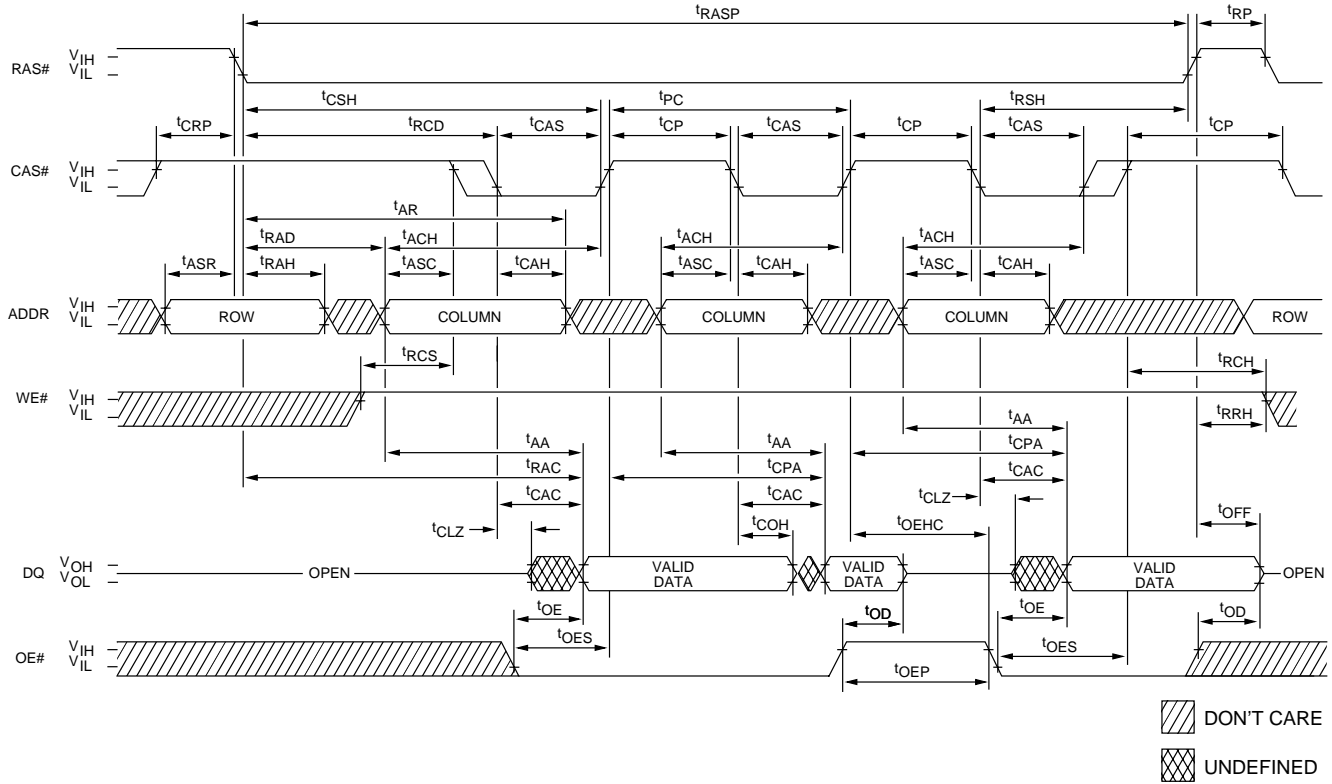 tRASP tRP
RAS# VIH
VIL
tCSH tPC tRSH
tCRP tRCD tCAS tCP tCAS tCP tCAS tCP
CAS# VIH
VIL
tAR
tRAD tACH tACH tACH
tASR tRAH tASC tCAH tASC tCAH tASC tCAH
ADDR VIH
VIL
ROW COLUMN COLUMN COLUMN ROW
tRCS tRCH
WE# VIH
VIL
tRRH
tAA tAA tAA
tRAC tCPA tCPA
tCAC tCAC tCAC
tCLZ tCOH tOEHC tCLZ tOFF
DQ VOH
VOL
OPEN VALID DATA VALID DATA VALID DATA OPEN
tOE tOD tOE tOD
tOES tOES
OE# VIH
VIL
tOEP
DON'T CARE
UNDEFINED